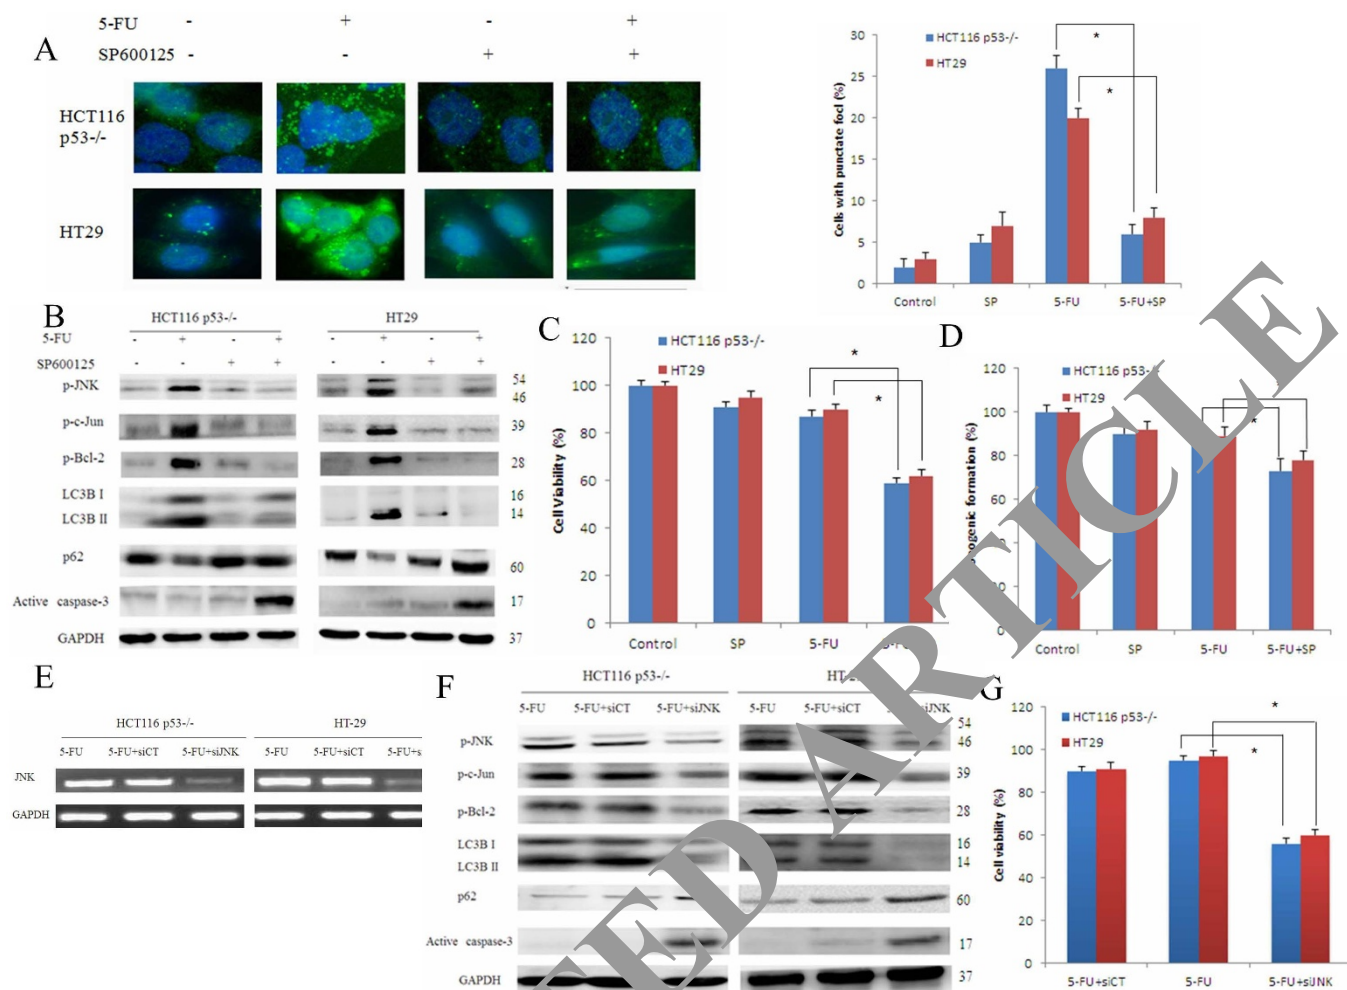 A
5-FU - + - +
SP600125 - - + +
HCT116 p53-/-
HT29
Cells with punctate foci (%)
30
25
20
15
10
5
0
HCT116 p53-/-
HT29
*
*
Control SP 5-FU 5-FU+SP
B
HCT116 p53-/- HT29
5-FU - + - + - + - +
SP600125 - - + + - - + +
p-JNK 54 46
p-c-Jun 39
p-Bcl-2 28
LC3B I 16
LC3B II 14
p62 60
Active caspase-3 17
GAPDH 37
C
Cell Viability (%)
120
100
80
60
40
20
0
HCT116 p53-/-
HT29
*
*
Control SP 5-FU
D
formation (%)
120
100
80
60
HCT116 p53-/-
HT29
*
Control SP 5-FU 5-FU+SP
E
HCT116 p53-/- HT-29
5-FU 5-FU+siCT 5-FU+siJNK 5-FU 5-FU+siCT 5-FU+si
JNK
GAPDH
F
HCT116 p53-/-
5-FU 5-FU+siCT 5-FU+siJNK 5-FU 5-FU+siCT
p-JNK 54 46
p-c-Jun 39
p-Bcl-2 28
LC3B I 16
LC3B II 14
p62 60
Active caspase-3 17
GAPDH 37
G
Cell viability (%)
120
100
80
60
40
20
0
HCT116 p53-/-
HT29
*
*
5-FU+siCT 5-FU 5-FU+siJNK
TED ARTICLE